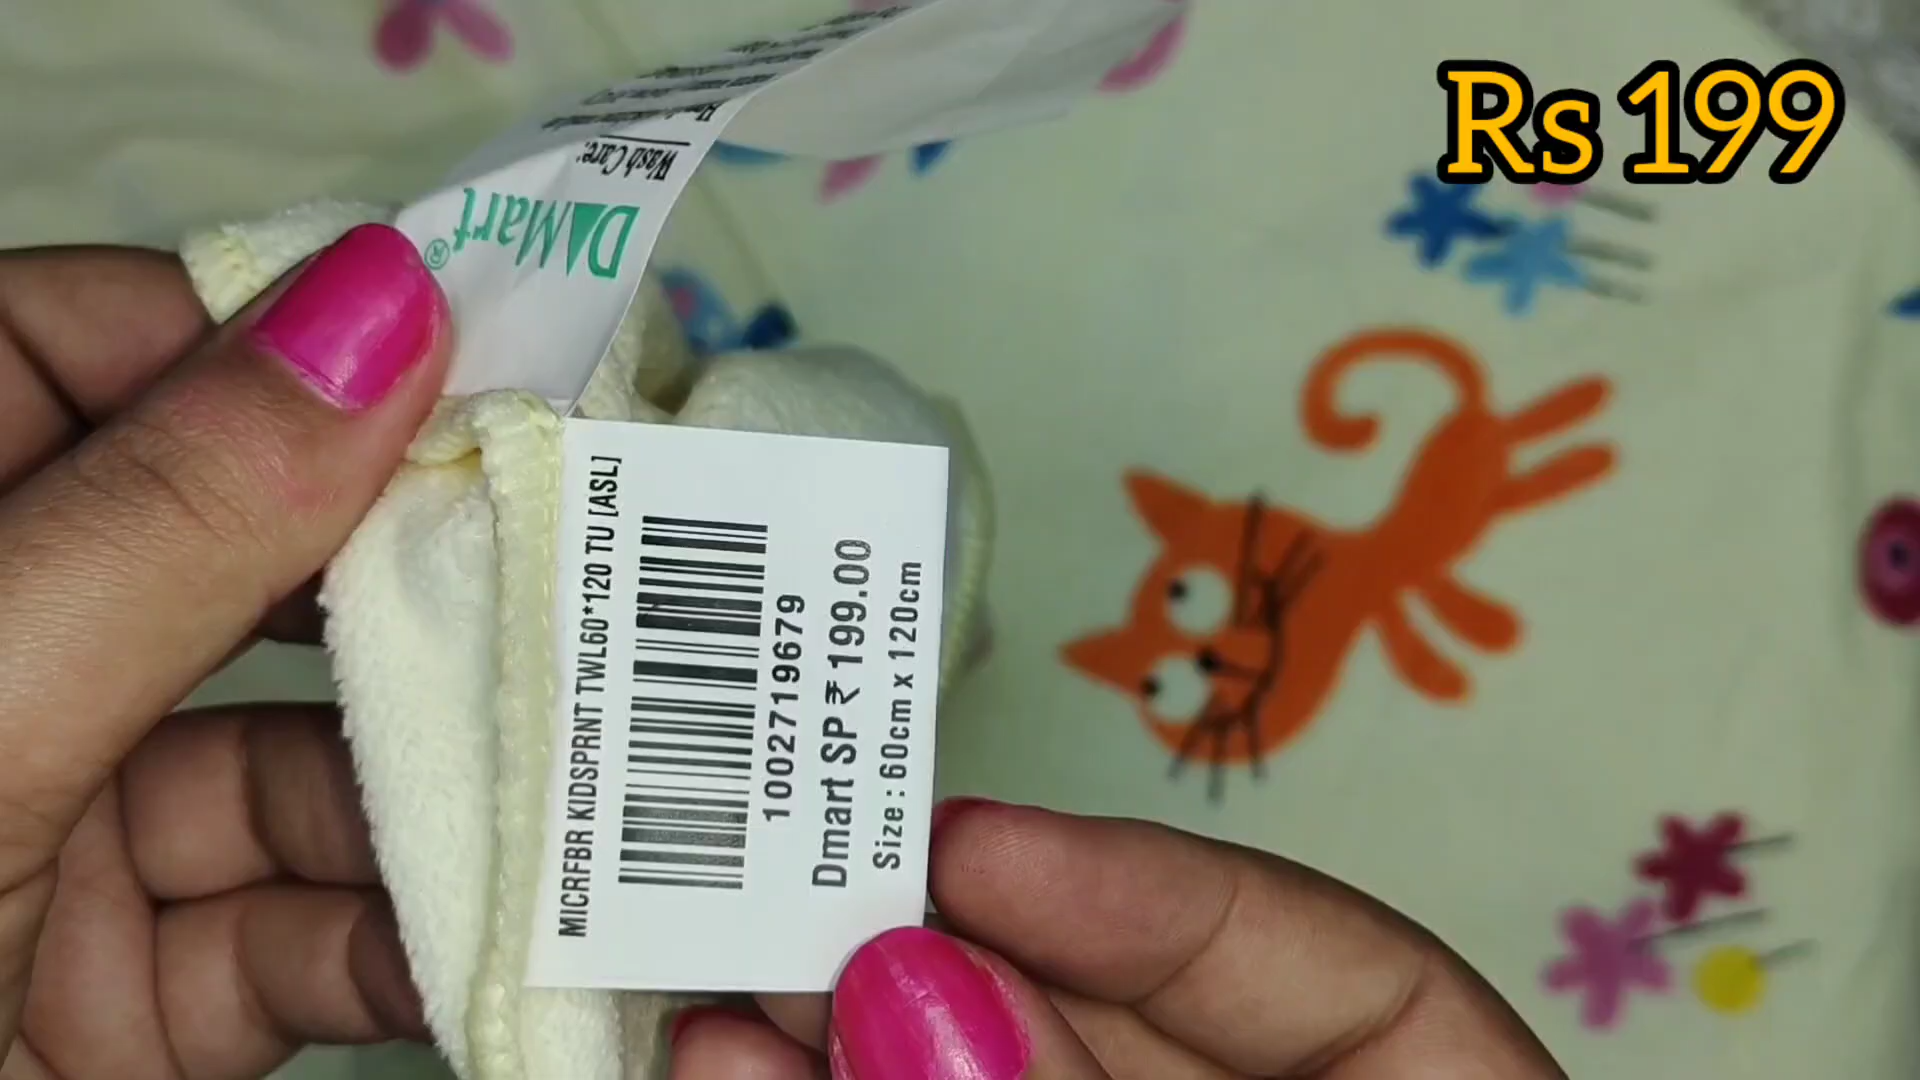 Rs 199
DMart®
Wash Care:
MICRFBR KIDSPRNT TWL60*120 TU [ASL]
1002719679
Dmart SP ₹ 199.00
Size : 60cm x 120cm